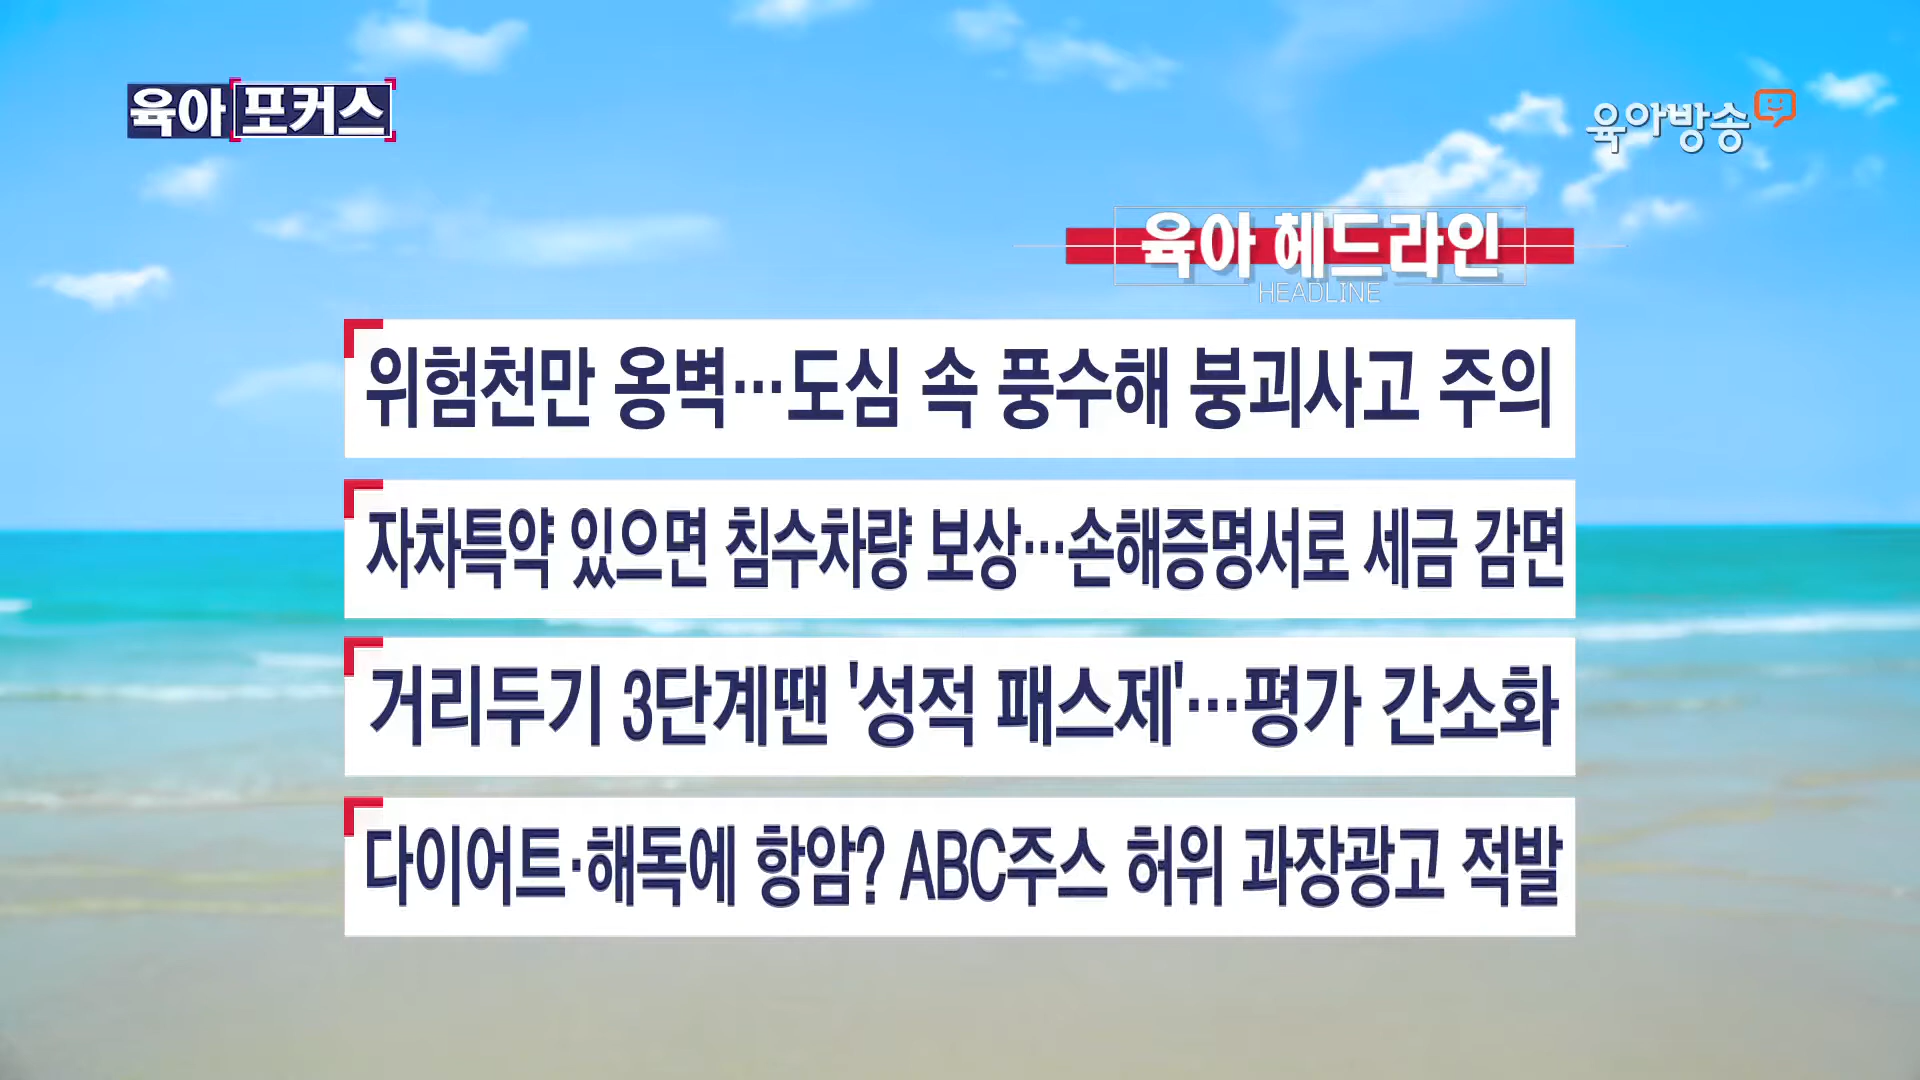 육아포커스
육아방송
육아 헤드라인
HEADLINE
위험천만 옹벽…도심 속 풍수해 붕괴사고 주의
자차특약 있으면 침수차량 보상…손해증명서로 세금 감면
거리두기 3단계땐 '성적 패스제'…평가 간소화
다이어트·해독에 항암? ABC주스 허위 과장광고 적발